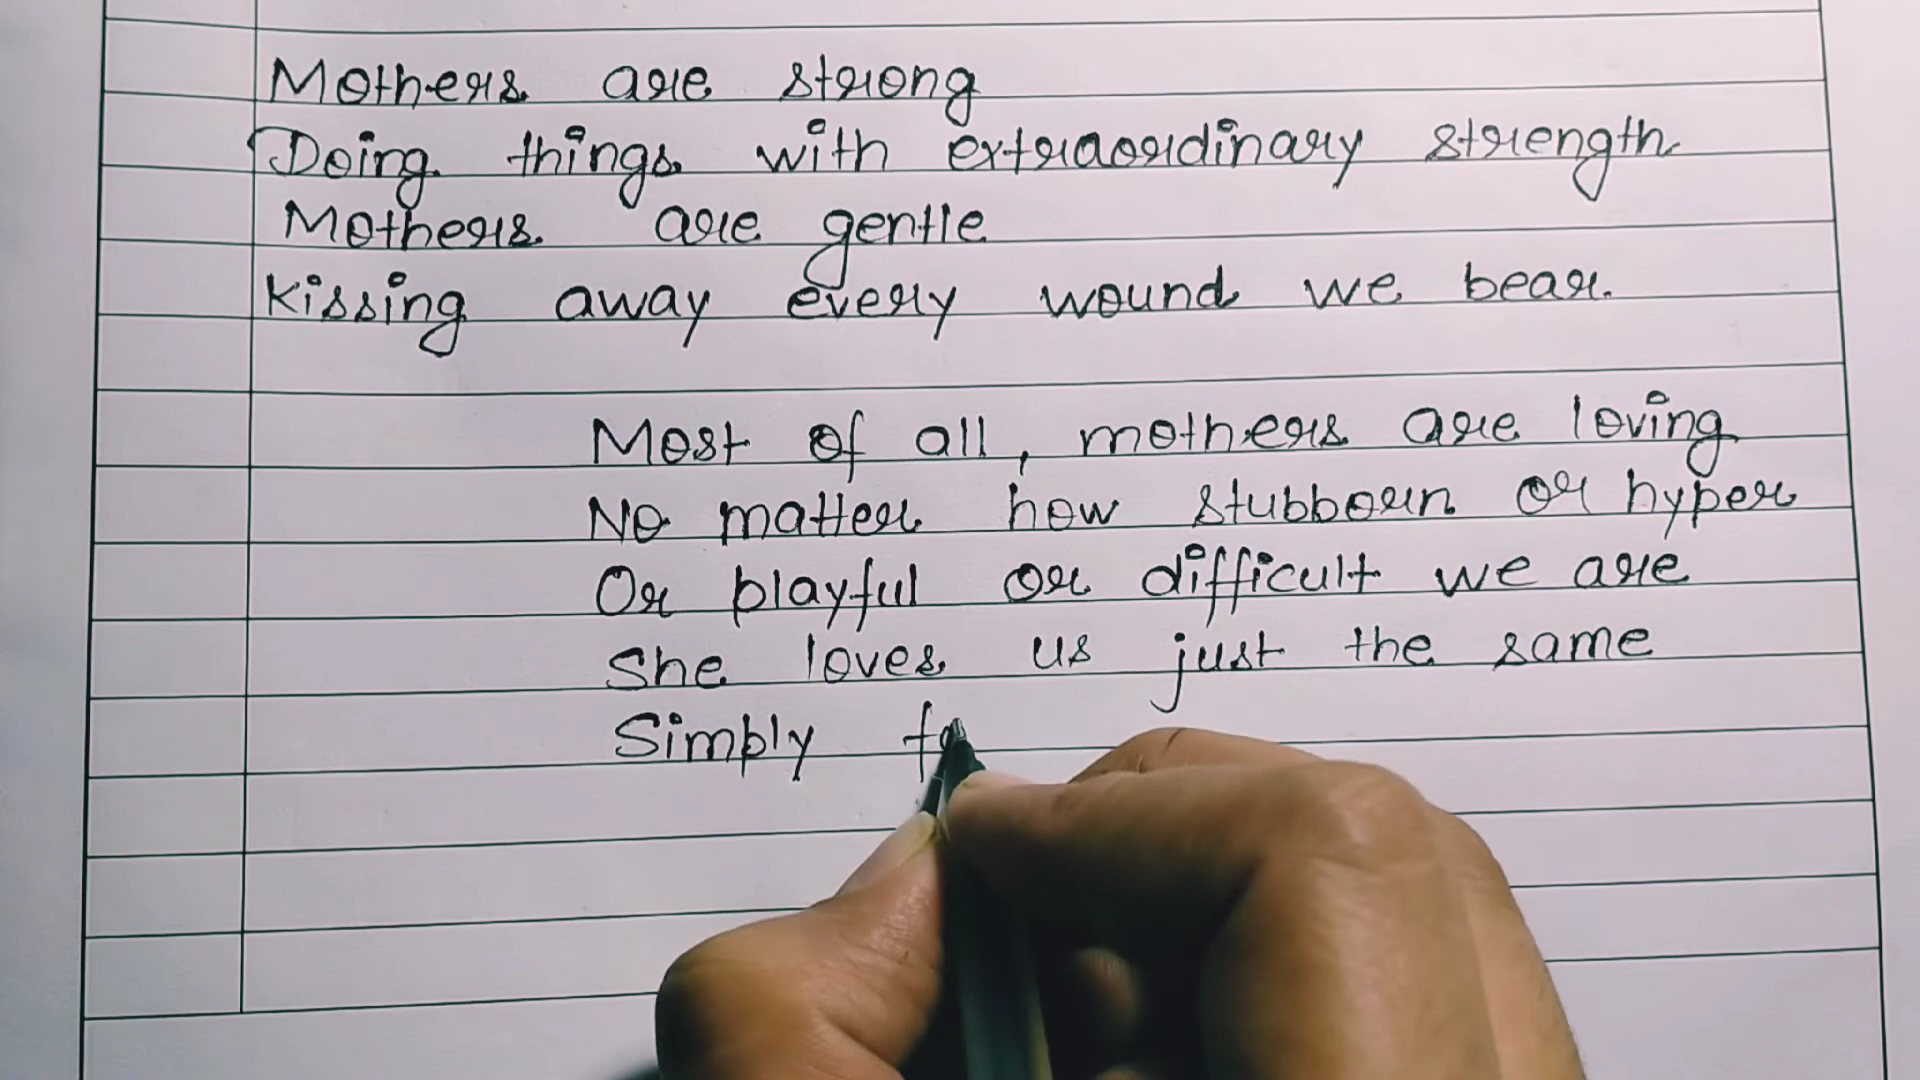 Mothers are strong
Doing things with extraordinary strength
Mothers are gentle
Kissing away every wound we bear.
Most of all, mothers are loving
No matter how stubborn or hyper
Or playful or difficult we are
She loves us just the same
Simply